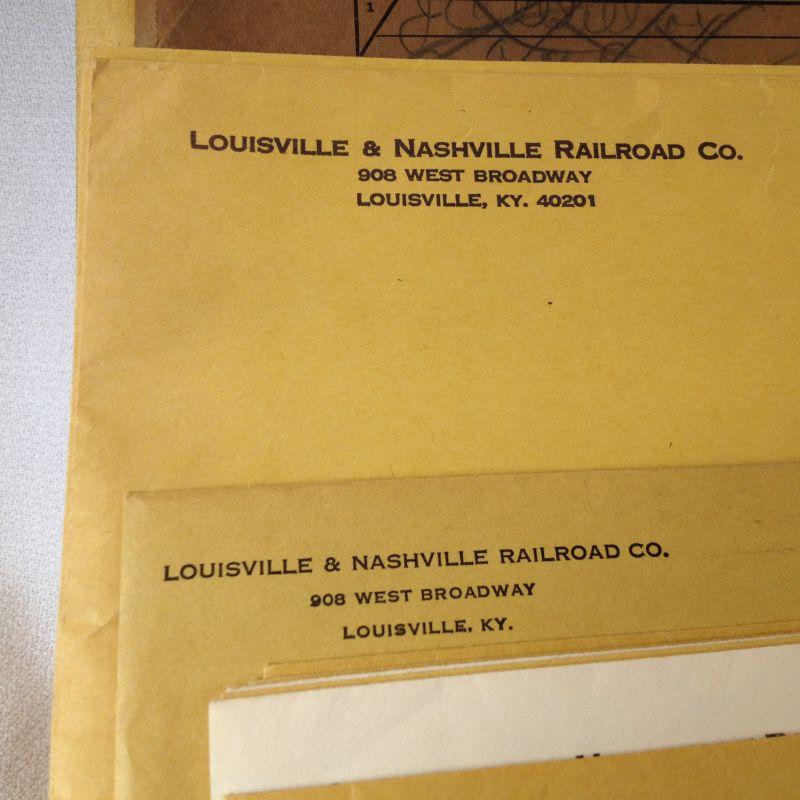 1
LOUISVILLE & NASHVILLE RAILROAD CO.
908 WEST BROADWAY
LOUISVILLE, KY. 40201
LOUISVILLE & NASHVILLE RAILROAD CO.
908 WEST BROADWAY
LOUISVILLE, KY.